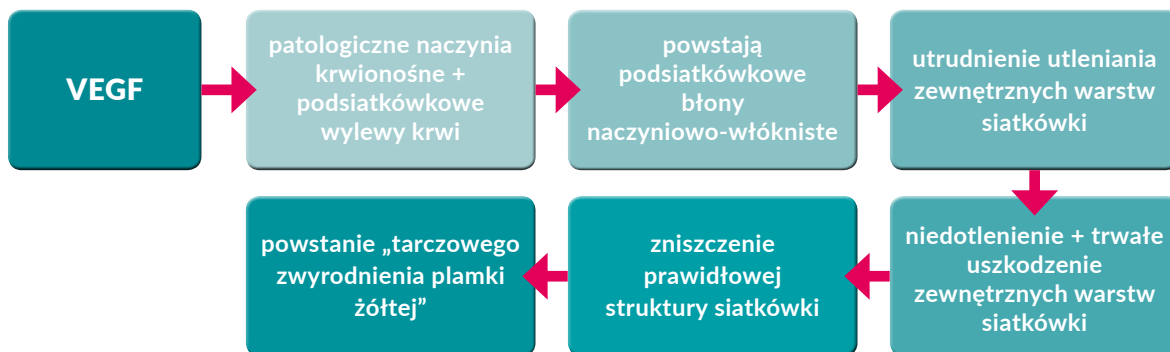 VEGF
patologiczne naczynia
krwionośne +
podsiatkówkowe
wylewy krwi
powstają
podsiatkówkowe
błony
naczyniowo-włókniste
utrudnienie utleniania
zewnętrznych warstw
siatkówki
niedotlenienie + trwałe
uszkodzenie
zewnętrznych warstw
siatkówki
zniszczenie
prawidłowej
struktury siatkówki
powstanie „tarczowego
zwyrodnienia plamki
żółtej”